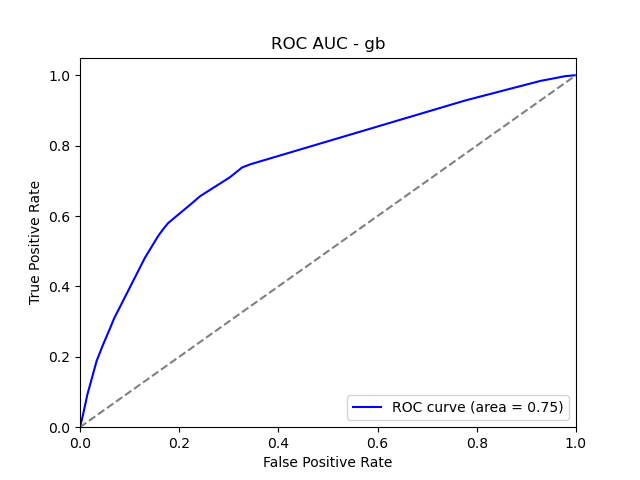 ROC AUC - gb
1.0
0.8
0.6
0.4
0.2
0.0
True Positive Rate
ROC curve (area = 0.75)
0.0 0.2 0.4 0.6 0.8 1.0
False Positive Rate